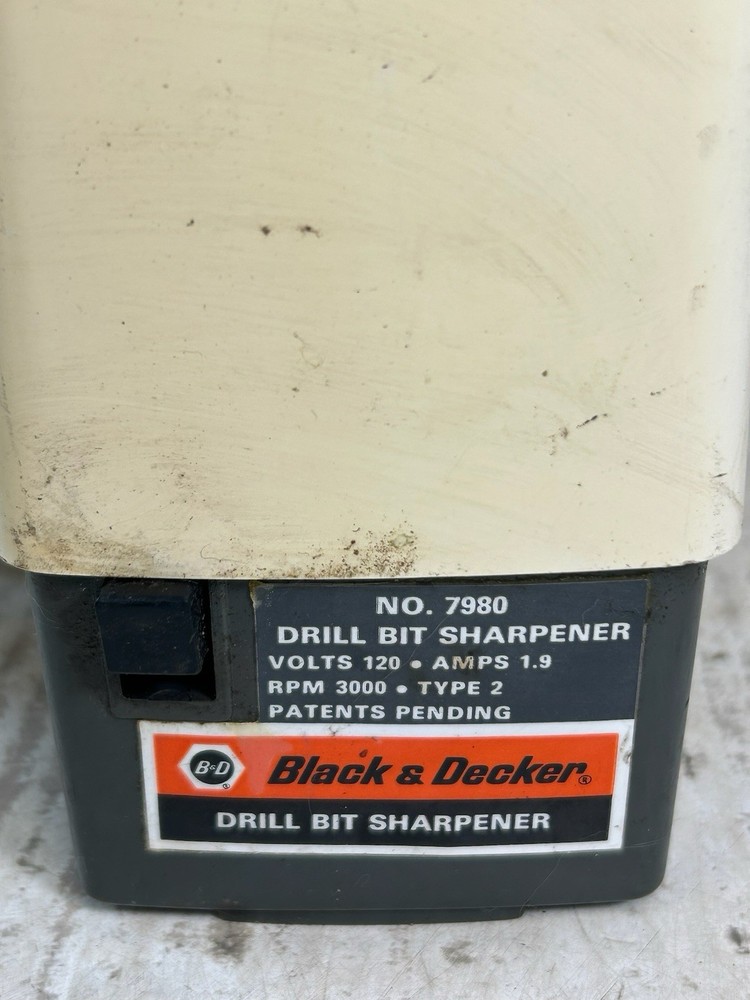 NO. 7980
DRILL BIT SHARPENER
VOLTS 120 • AMPS 1.9
RPM 3000 • TYPE 2
PATENTS PENDING
B&D ® Black & Decker®
DRILL BIT SHARPENER